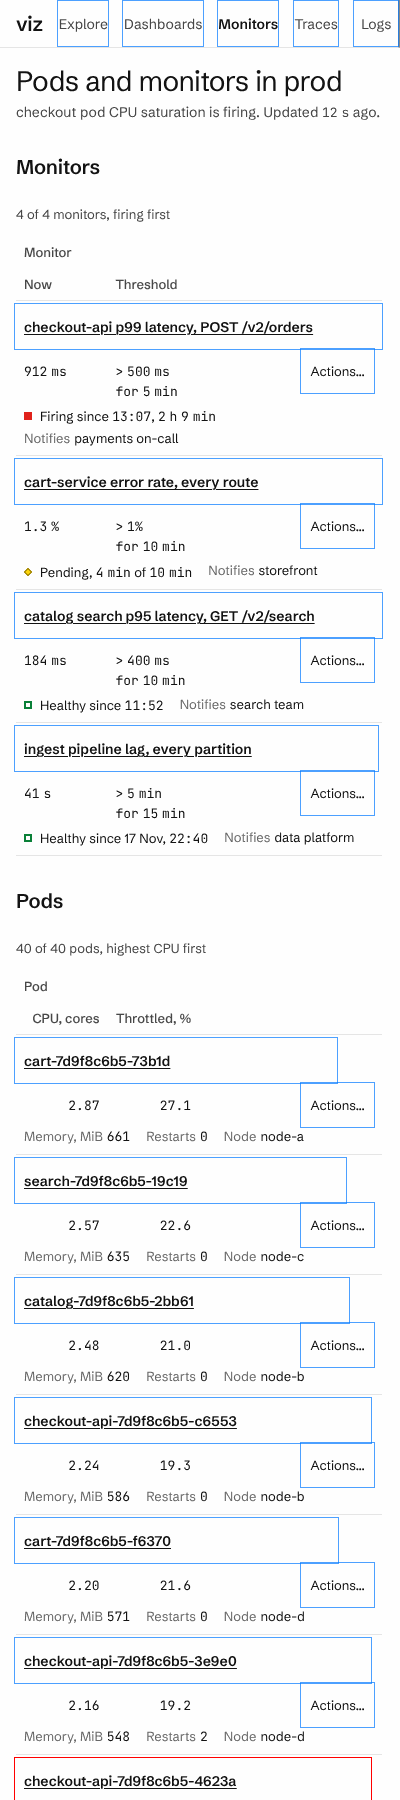 viz Explore Dashboards Monitors Traces Logs
Pods and monitors in prod
checkout pod CPU saturation is firing. Updated 12 s ago.
Monitors
4 of 4 monitors, firing first
Monitor
Now Threshold
checkout-api p99 latency, POST /v2/orders
912 ms > 500 ms Actions…
for 5 min
Firing since 13:07, 2 h 9 min
Notifies payments on-call
cart-service error rate, every route
1.3 % > 1% Actions…
for 10 min
Pending, 4 min of 10 min Notifies storefront
catalog search p95 latency, GET /v2/search
184 ms > 400 ms Actions…
for 10 min
Healthy since 11:52 Notifies search team
ingest pipeline lag, every partition
41 s > 5 min Actions…
for 15 min
Healthy since 17 Nov, 22:40 Notifies data platform
Pods
40 of 40 pods, highest CPU first
Pod
CPU, cores Throttled, %
cart-7d9f8c6b5-73b1d
2.87 27.1 Actions…
Memory, MiB 661 Restarts 0 Node node-a
search-7d9f8c6b5-19c19
2.57 22.6 Actions…
Memory, MiB 635 Restarts 0 Node node-c
catalog-7d9f8c6b5-2bb61
2.48 21.0 Actions…
Memory, MiB 620 Restarts 0 Node node-b
checkout-api-7d9f8c6b5-c6553
2.24 19.3 Actions…
Memory, MiB 586 Restarts 0 Node node-b
cart-7d9f8c6b5-f6370
2.20 21.6 Actions…
Memory, MiB 571 Restarts 0 Node node-d
checkout-api-7d9f8c6b5-3e9e0
2.16 19.2 Actions…
Memory, MiB 548 Restarts 2 Node node-d
checkout-api-7d9f8c6b5-4623a